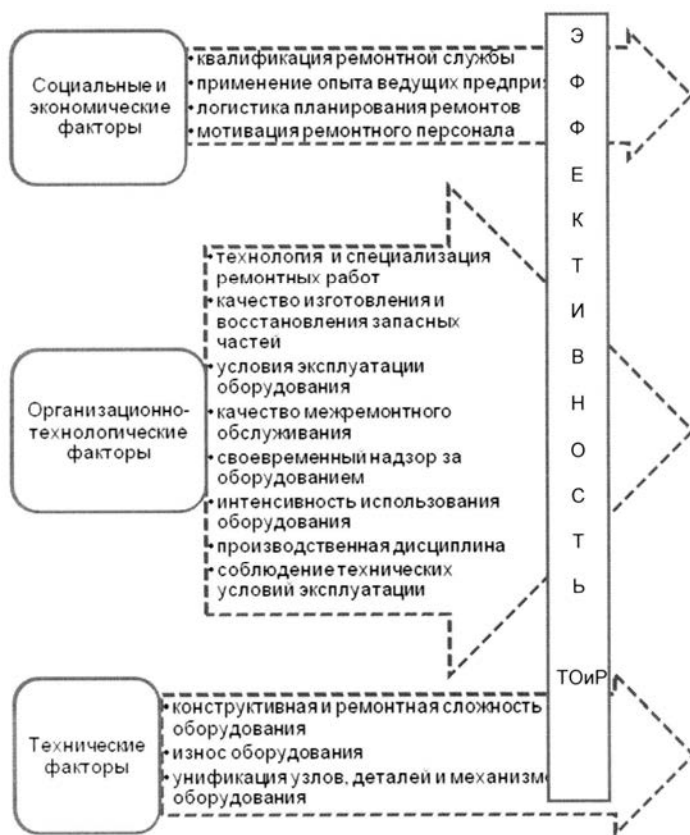 Социальные и
экономические
факторы
•квалификация ремонтной службы
•применение опыта ведущих предприя
•логистика планирования ремонтов
•мотивация ремонтного персонала
Организационно-
технологические
факторы
•технология и специализация
ремонтных работ
•качество изготовления и
восстановления запасных
частей
•условия эксплуатации
оборудования
•качество межремонтного
обслуживания
•своевременный надзор за
оборудованием
•интенсивность использования
оборудования
•производственная дисциплина
•соблюдение технических
условий эксплуатации
Технические
факторы
•конструктивная и ремонтная сложность
оборудования
•износ оборудования
•унификация узлов, деталей и механизмо
оборудования
ЭФФЕКТИВНОСТЬ
ТОиР